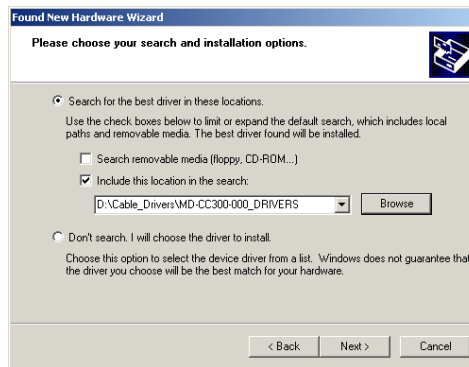 Found New Hardware Wizard
Please choose your search and installation options.
Search for the best driver in these locations.
Use the check boxes below to limit or expand the default search, which includes local
paths and removable media. The best driver found will be installed.
Search removable media (floppy, CD-ROM...)
Include this location in the search:
D:\Cable_Drivers\MD-CC300-000_DRIVERS
Browse
Don't search. I will choose the driver to install.
Choose this option to select the device driver from a list. Windows does not guarantee that
the driver you choose will be the best match for your hardware.
< Back Next > Cancel